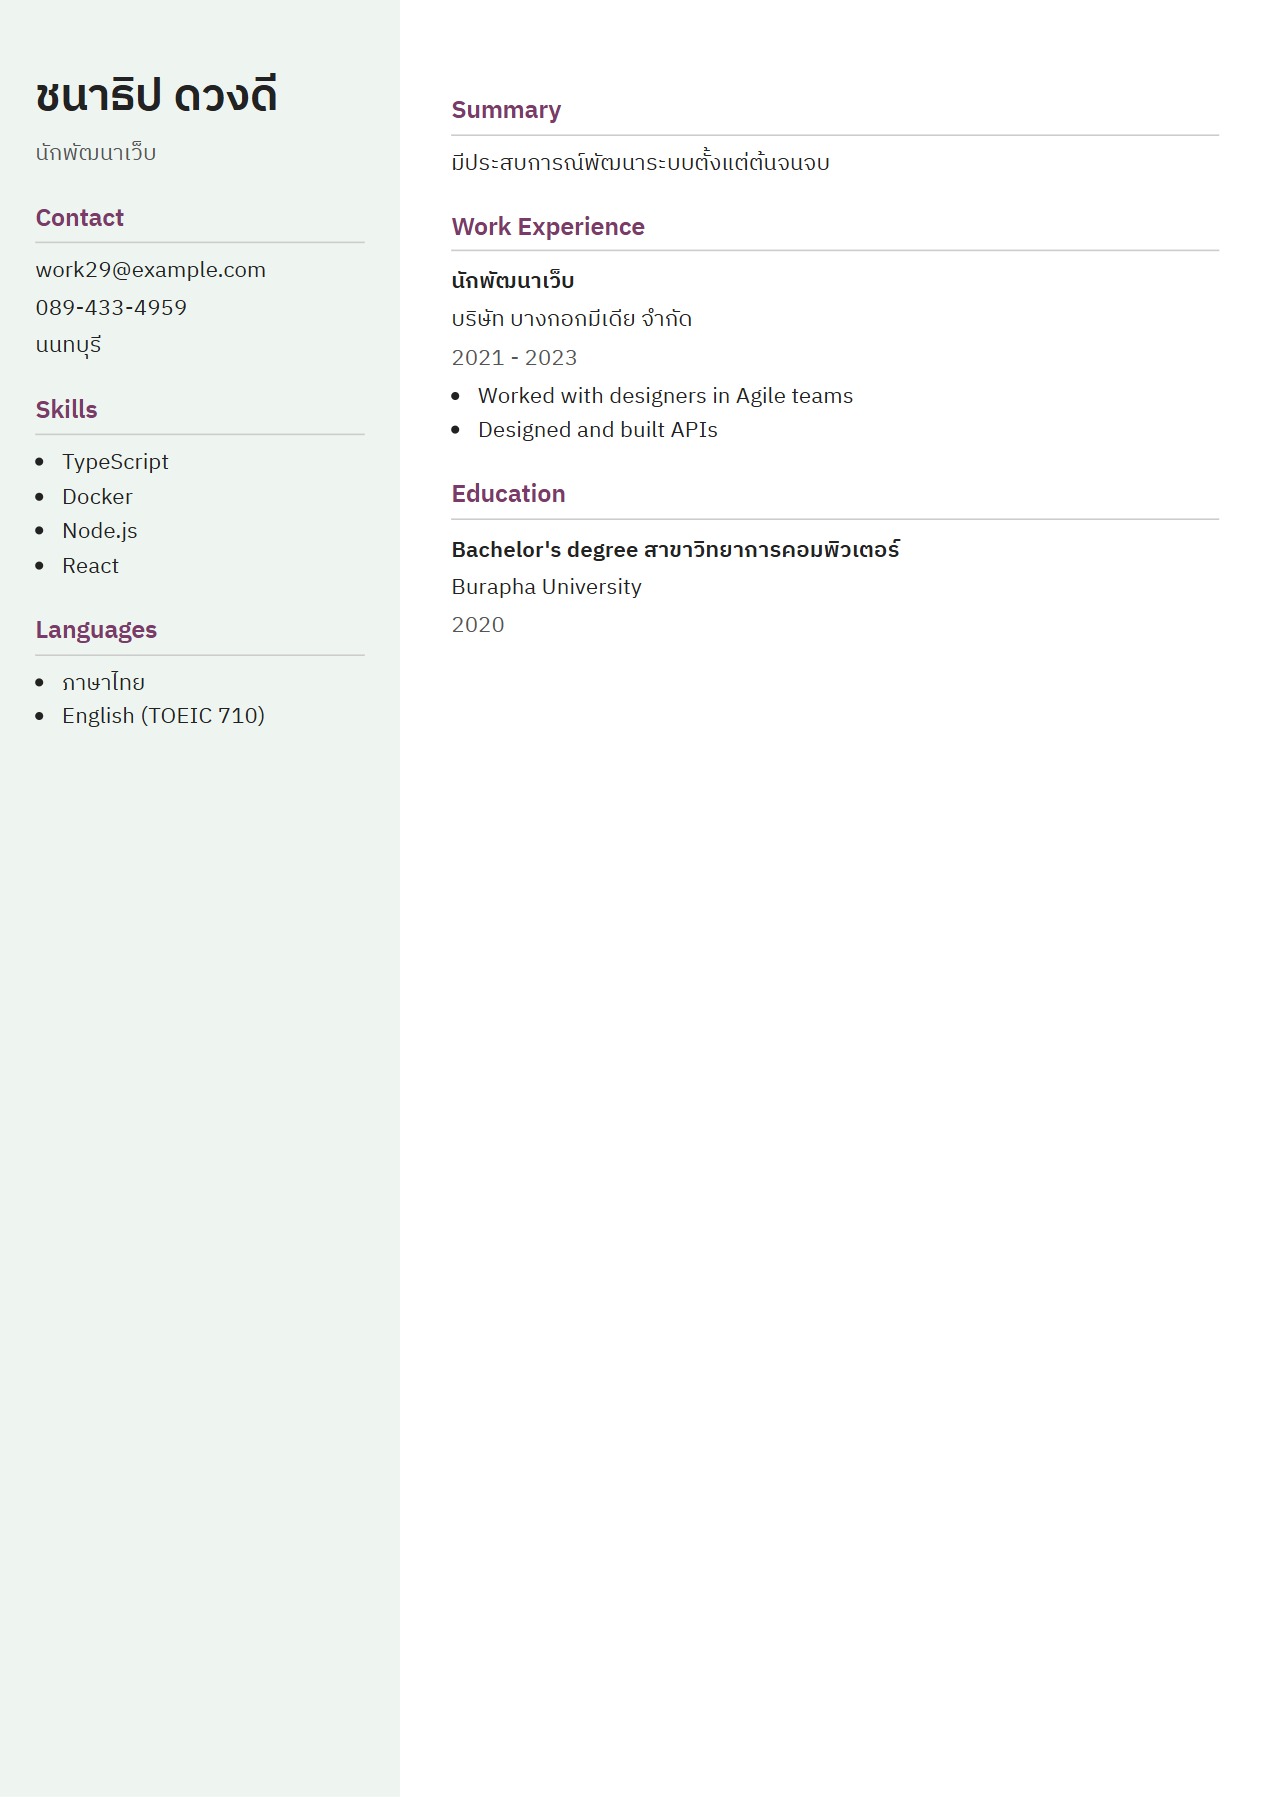 ชนาธิป ดวงดี
นักพัฒนาเว็บ
Contact
work29@example.com
089-433-4959
นนทบุรี
Skills
• TypeScript
• Docker
• Node.js
• React
Languages
• ภาษาไทย
• English (TOEIC 710)
Summary
มีประสบการณ์พัฒนาระบบตั้งแต่ต้นจนจบ
Work Experience
นักพัฒนาเว็บ
บริษัท บางกอกมีเดีย จำกัด
2021 - 2023
• Worked with designers in Agile teams
• Designed and built APIs
Education
Bachelor's degree สาขาวิทยาการคอมพิวเตอร์
Burapha University
2020